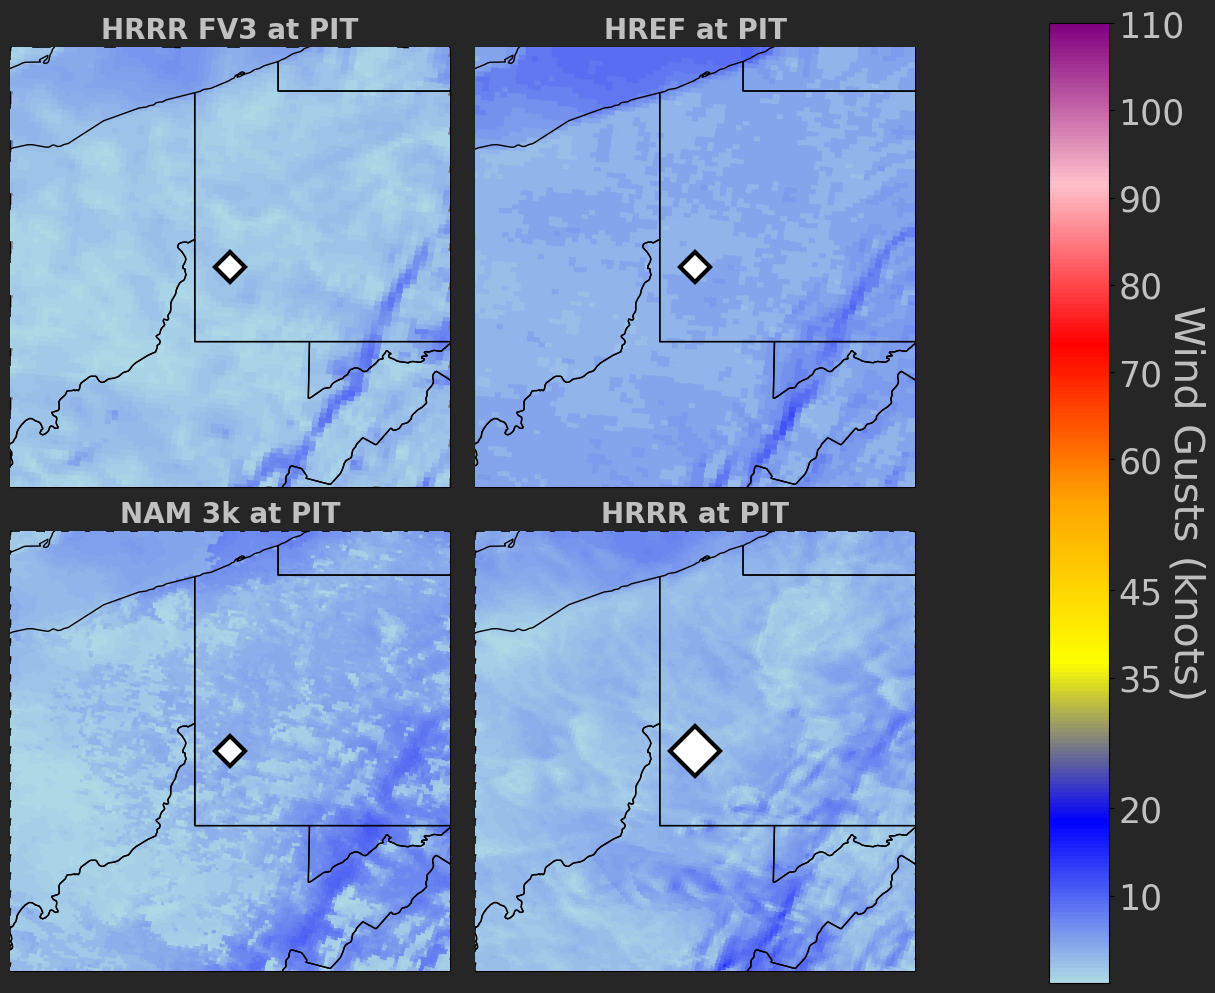 HRRR FV3 at PIT
HREF at PIT
NAM 3k at PIT
HRRR at PIT
110
100
90
80
70
60
45
35
20
10
Wind Gusts (knots)